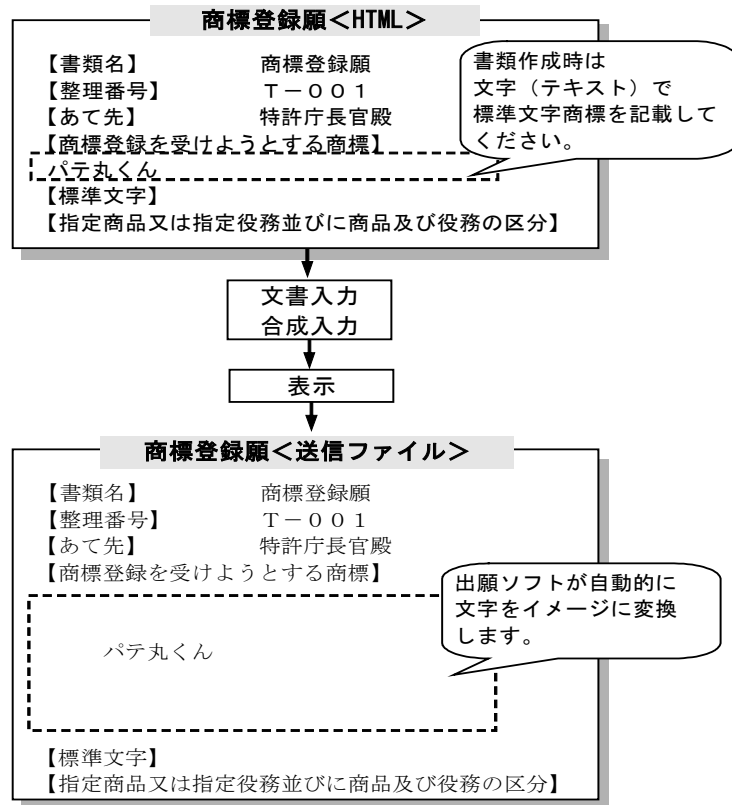 商標登録願＜HTML＞
【書類名】　　　　　商標登録願
【整理番号】　　　　Ｔ－００１
【あて先】　　　　　特許庁長官殿
【商標登録を受けようとする商標】
パテ丸くん
【標準文字】
【指定商品又は指定役務並びに商品及び役務の区分】
書類作成時は
文字（テキスト）で
標準文字商標を記載して
ください。
文書入力
合成入力
表示
商標登録願＜送信ファイル＞
【書類名】　　　　　商標登録願
【整理番号】　　　　Ｔ－００１
【あて先】　　　　　特許庁長官殿
【商標登録を受けようとする商標】
パテ丸くん
【標準文字】
【指定商品又は指定役務並びに商品及び役務の区分】
出願ソフトが自動的に
文字をイメージに変換
します。